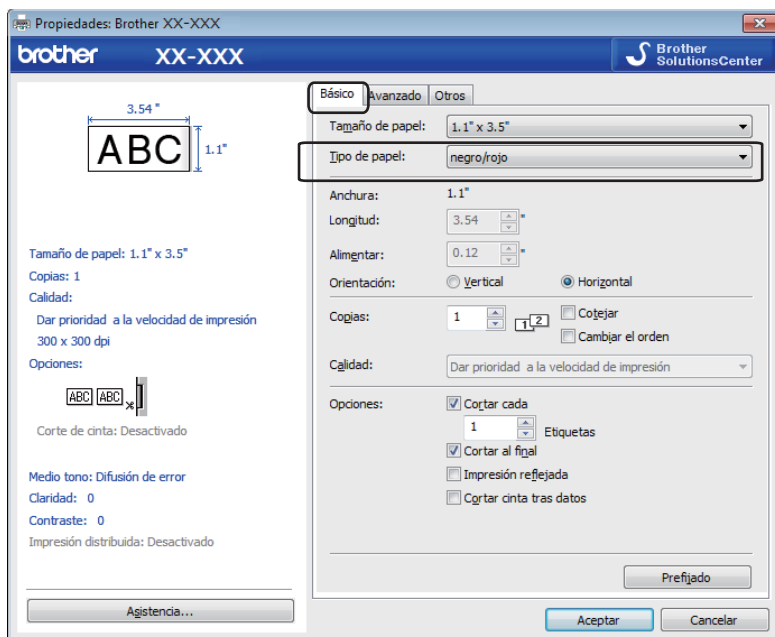 Propiedades: Brother XX-XXX
brother XX-XXX
Brother
SolutionsCenter
3.54 "
ABC
1.1"
Tamaño de papel: 1.1" x 3.5"
Copias: 1
Calidad:
Dar prioridad a la velocidad de impresión
300 x 300 dpi
Opciones:
ABC ABC
Corte de cinta: Desactivado
Medio tono: Difusión de error
Claridad: 0
Contraste: 0
Impresión distribuida: Desactivado
Asistencia...
Básico Avanzado Otros
Tamaño de papel: 1.1" x 3.5"
Tipo de papel: negro/rojo
Anchura: 1.1"
Longitud: 3.54 "
Alimentar: 0.12 "
Orientación: Vertical Horizontal
Copias: 1 1 2 Cotejar
Cambiar el orden
Calidad: Dar prioridad a la velocidad de impresión
Opciones: Cortar cada
1 Etiquetas
Cortar al final
Impresión reflejada
Cortar cinta tras datos
Prefijado
Aceptar Cancelar